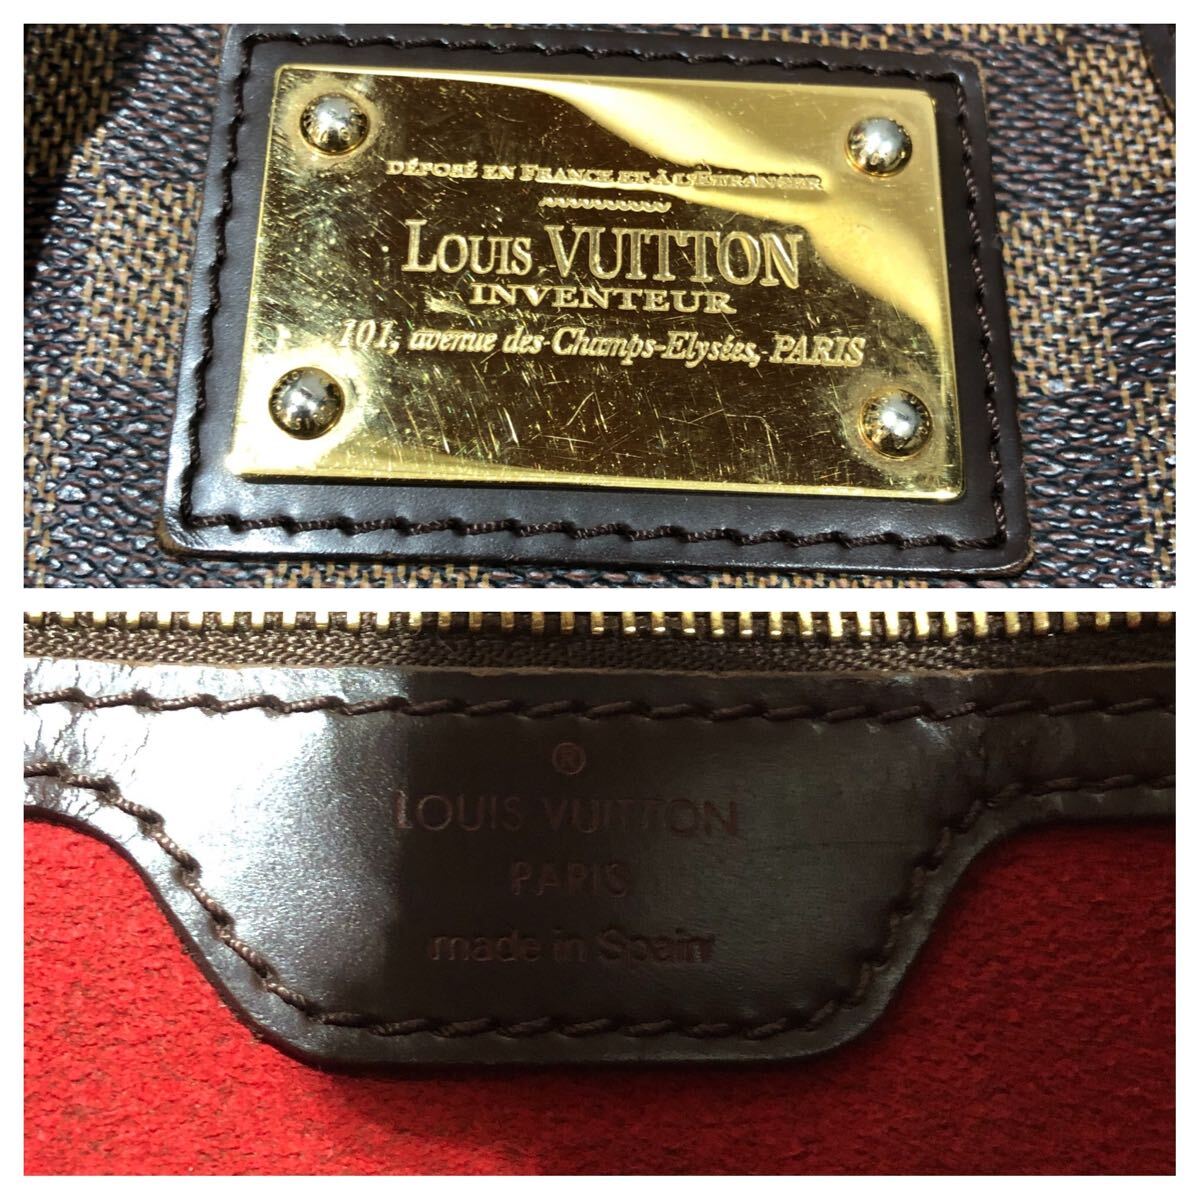 DÉPOSÉ EN FRANCE ET À L'ÉTRANGER
LOUIS VUITTON
INVENTEUR
101, avenue des Champs-Elysées, PARIS
®
LOUIS VUITTON
PARIS
made in Spain